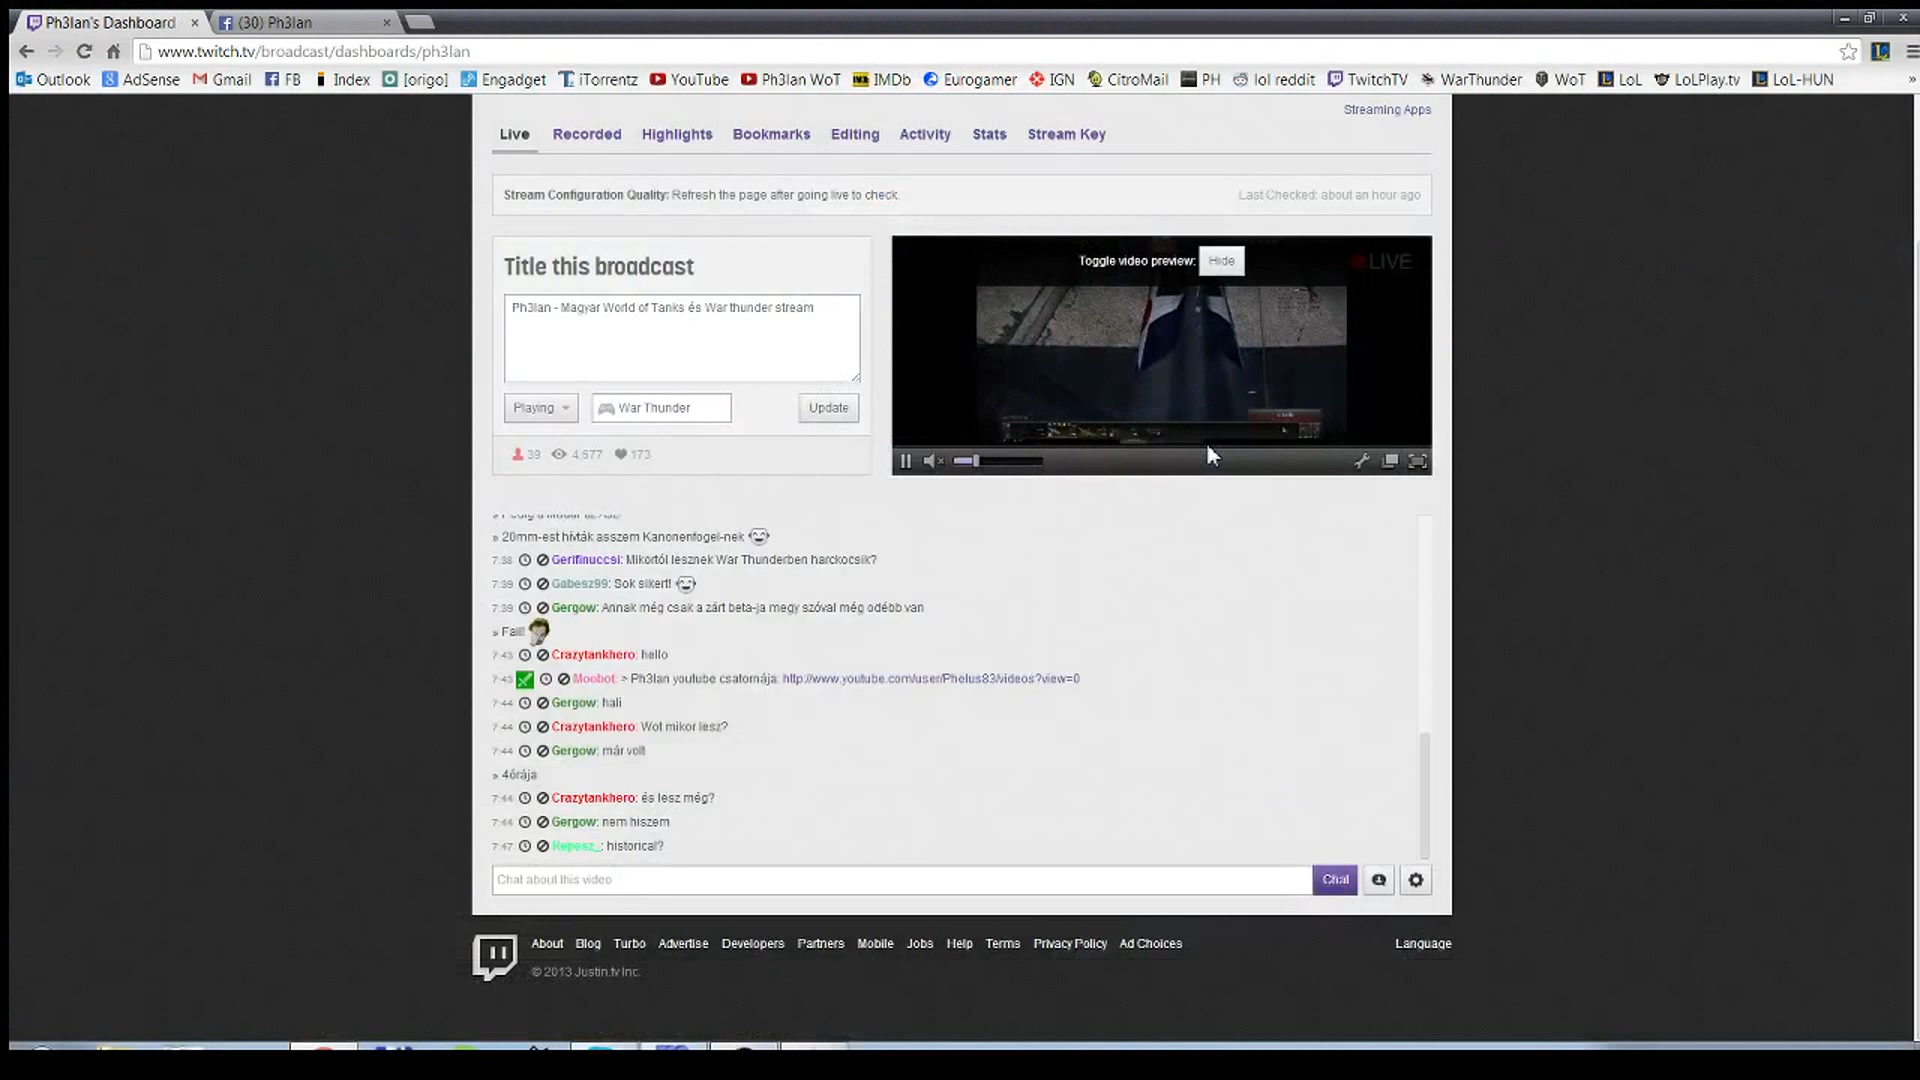 Ph3lan's Dashboard
(30) Ph3lan
www.twitch.tv/broadcast/dashboards/ph3lan
Outlook AdSense Gmail FB Index [origo] Engadget iTorrentz YouTube Ph3lan WoT IMDb Eurogamer IGN CitroMail PH lol reddit TwitchTV WarThunder WoT LoL LoLPlay.tv LoL-HUN »
Streaming Apps
Live Recorded Highlights Bookmarks Editing Activity Stats Stream Key
Stream Configuration Quality: Refresh the page after going live to check. Last Checked: about an hour ago
Title this broadcast
Toggle video preview: Hide
LIVE
Ph3lan - Magyar World of Tanks és War thunder stream
Playing War Thunder Update
39 4,677 173
» 20mm-est hívták asszem Kanonenfogel-nek
7:38 Gerifinuccsi: Mikortól lesznek War Thunderben harckocsik?
7:39 Gabesz99: Sok sikert!
7:39 Gergow: Annak még csak a zárt beta-ja megy szóval még odébb van
» Fail!
7:43 Crazytankhero: hello
7:43 Moobot: > Ph3lan youtube csatornája: http://www.youtube.com/user/Phelus83/videos?view=0
7:44 Gergow: hali
7:44 Crazytankhero: Wot mikor lesz?
7:44 Gergow: már volt
» 4órája
7:44 Crazytankhero: és lesz még?
7:44 Gergow: nem hiszem
7:47 Repesz_: historical?
Chat about this video Chat
About Blog Turbo Advertise Developers Partners Mobile Jobs Help Terms Privacy Policy Ad Choices Language
© 2013 Justin.tv Inc.